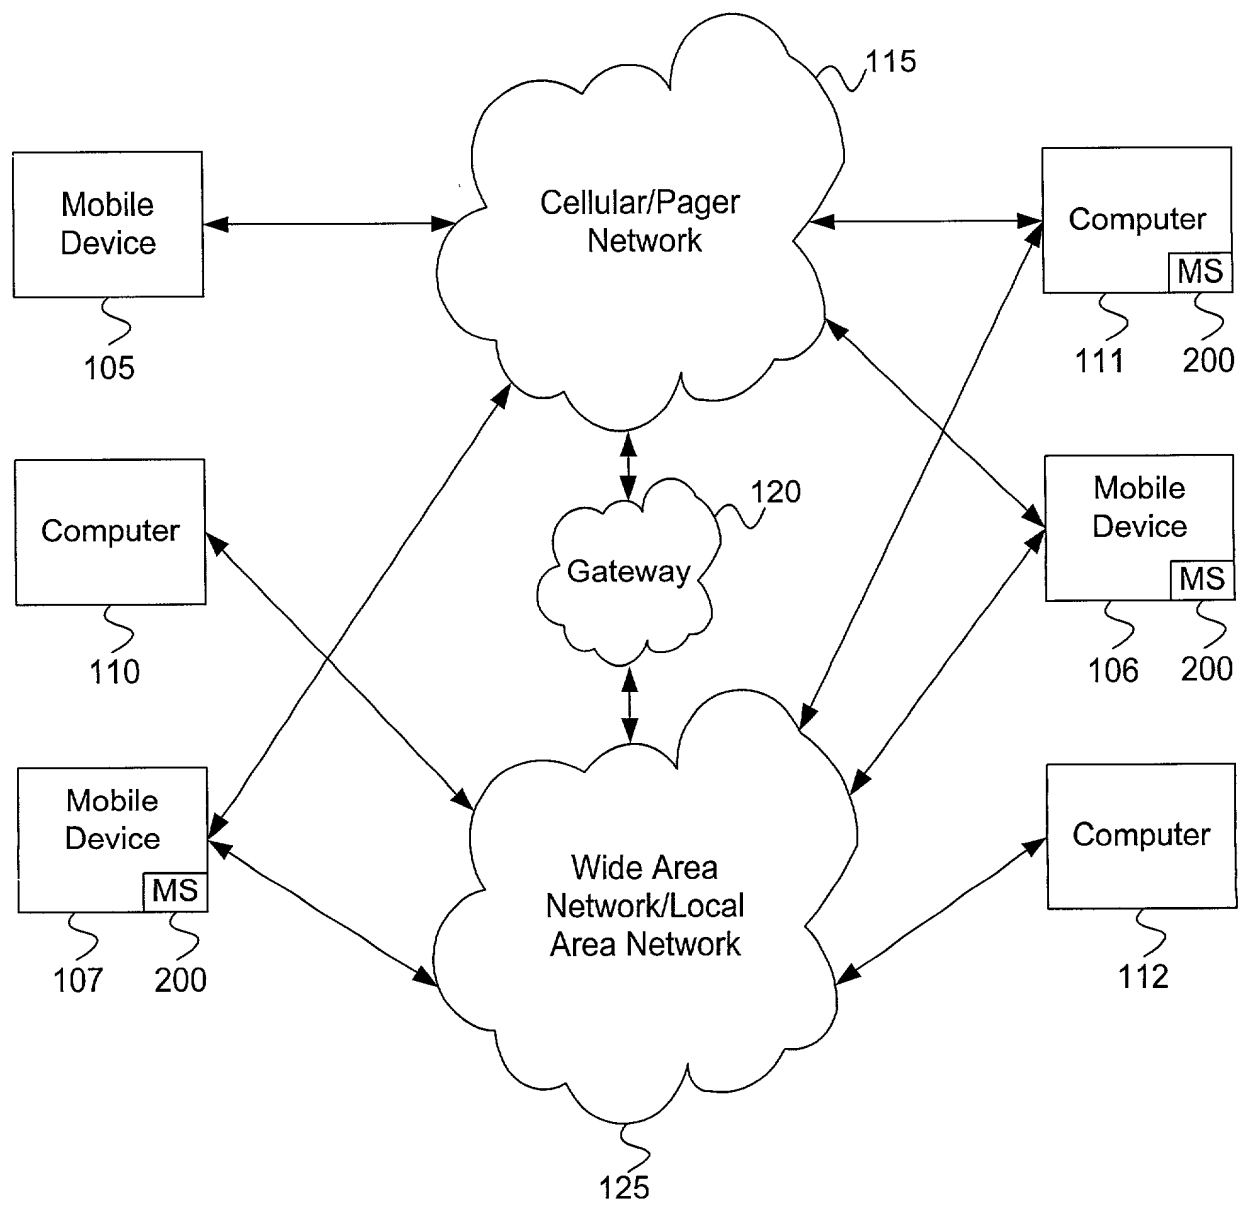 115
Mobile
Device
105
Cellular/Pager
Network
Computer
MS
111
200
Computer
110
120
Gateway
Mobile
Device
MS
106
200
Mobile
Device
MS
107
200
Wide Area
Network/Local
Area Network
125
Computer
112